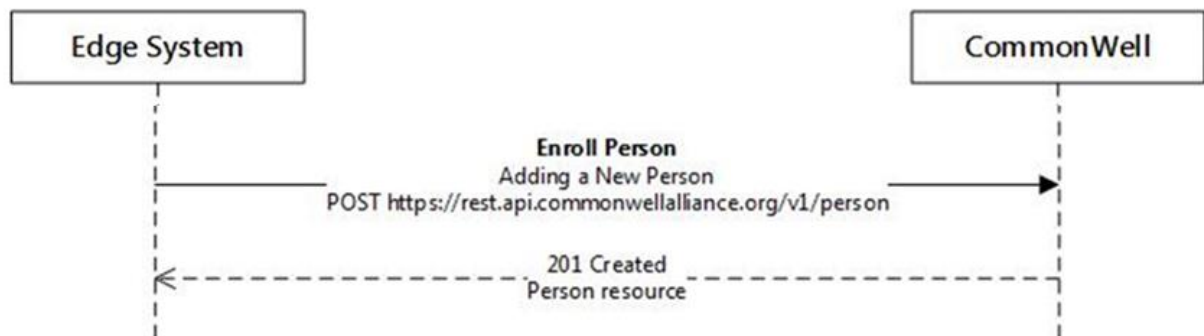 Edge System
CommonWell
Enroll Person
Adding a New Person
POST https://rest.api.commonwellalliance.org/v1/person
201 Created
Person resource